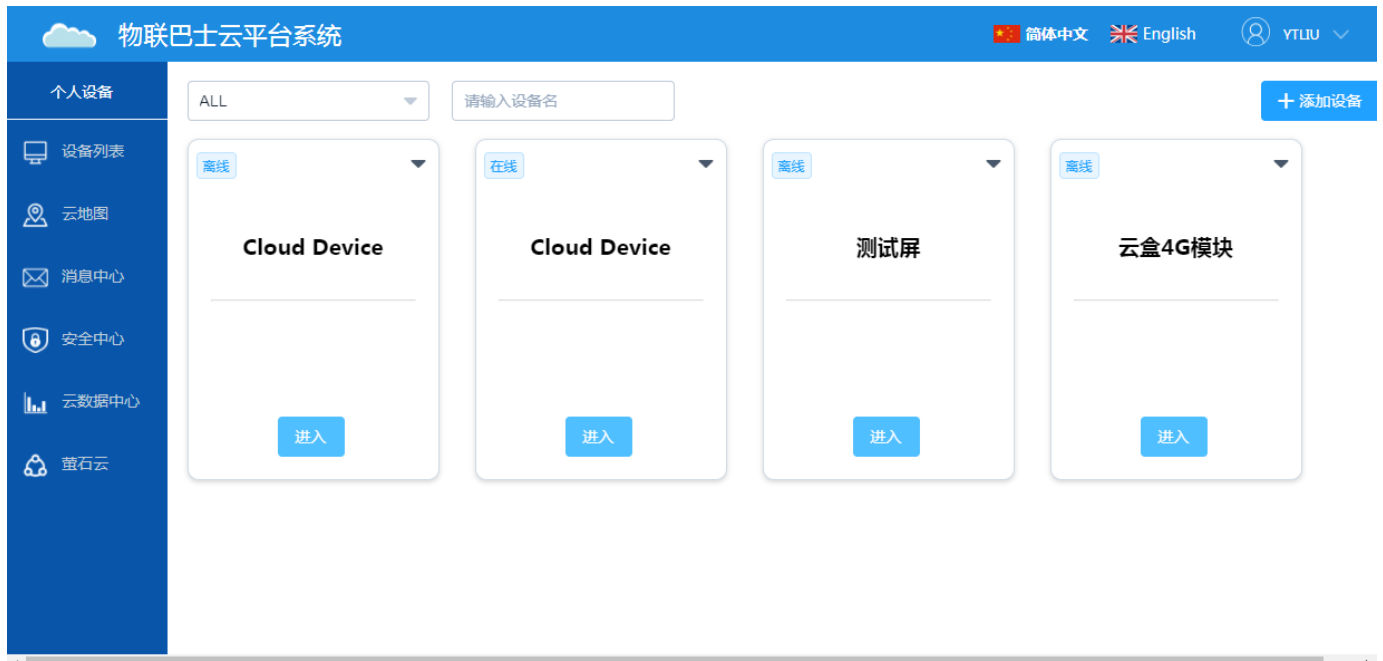 物联巴士云平台系统
简体中文
English
YTLIU
个人设备
ALL
请输入设备名
添加设备
设备列表
云地图
消息中心
安全中心
云数据中心
萤石云
离线
Cloud Device
进入
在线
Cloud Device
进入
离线
测试屏
进入
离线
云盒4G模块
进入